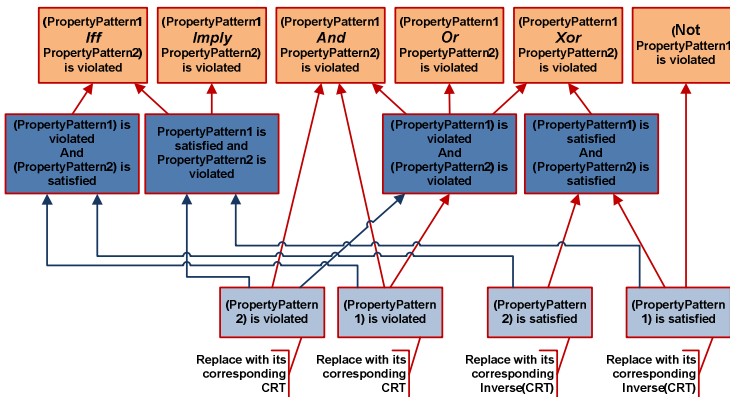 (PropertyPattern1
Iff
PropertyPattern2)
is violated
(PropertyPattern1
Imply
PropertyPattern2)
is violated
(PropertyPattern1
And
PropertyPattern2)
is violated
(PropertyPattern1
Or
PropertyPattern2)
is violated
(PropertyPattern1
Xor
PropertyPattern2)
is violated
(Not
PropertyPattern1
is violated
(PropertyPattern1) is
violated
And
(PropertyPattern2) is
satisfied
PropertyPattern1 is
satisfied and
PropertyPattern2 is
violated
(PropertyPattern1) is
violated
And
(PropertyPattern2) is
violated
(PropertyPattern1) is
satisfied
And
(PropertyPattern2) is
satisfied
(PropertyPattern
2) is violated
(PropertyPattern
1) is violated
(PropertyPattern
2) is satisfied
(PropertyPattern
1) is satisfied
Replace with its
corresponding
CRT
Replace with its
corresponding
CRT
Replace with its
corresponding
Inverse(CRT)
Replace with its
corresponding
Inverse(CRT)